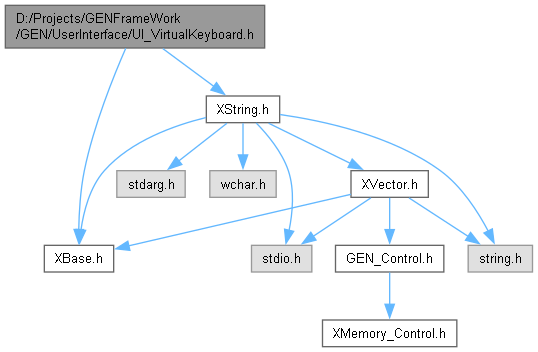 D:/Projects/GENFrameWork
/GEN/UserInterface/UI_VirtualKeyboard.h
XString.h
stdarg.h
wchar.h
XVector.h
XBase.h
stdio.h
GEN_Control.h
string.h
XMemory_Control.h